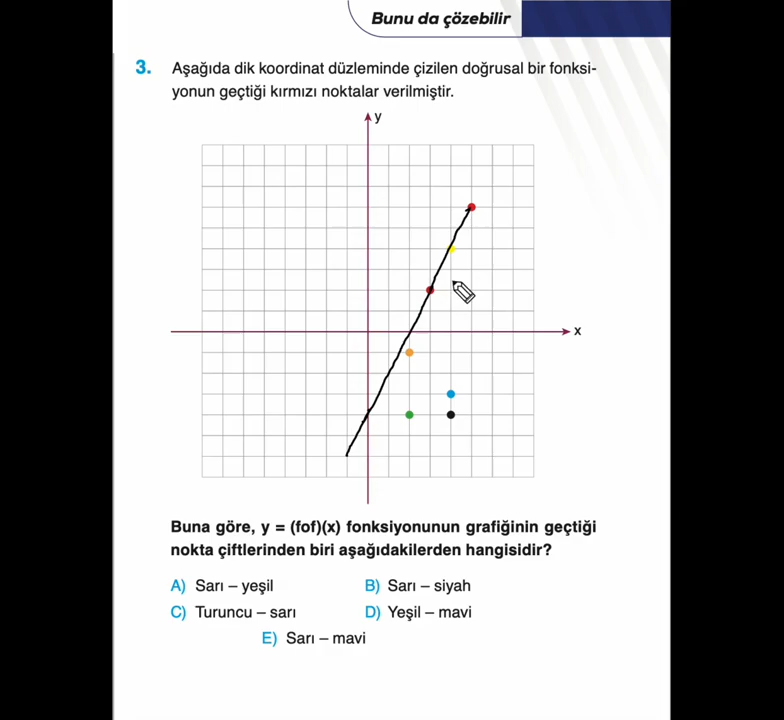 Bunu da çözebilir
3. Aşağıda dik koordinat düzleminde çizilen doğrusal bir fonksi-
yonun geçtiği kırmızı noktalar verilmiştir.
y
x
Buna göre, y = (fof)(x) fonksiyonunun grafiğinin geçtiği
nokta çiftlerinden biri aşağıdakilerden hangisidir?
A) Sarı – yeşil B) Sarı – siyah
C) Turuncu – sarı D) Yeşil – mavi
E) Sarı – mavi